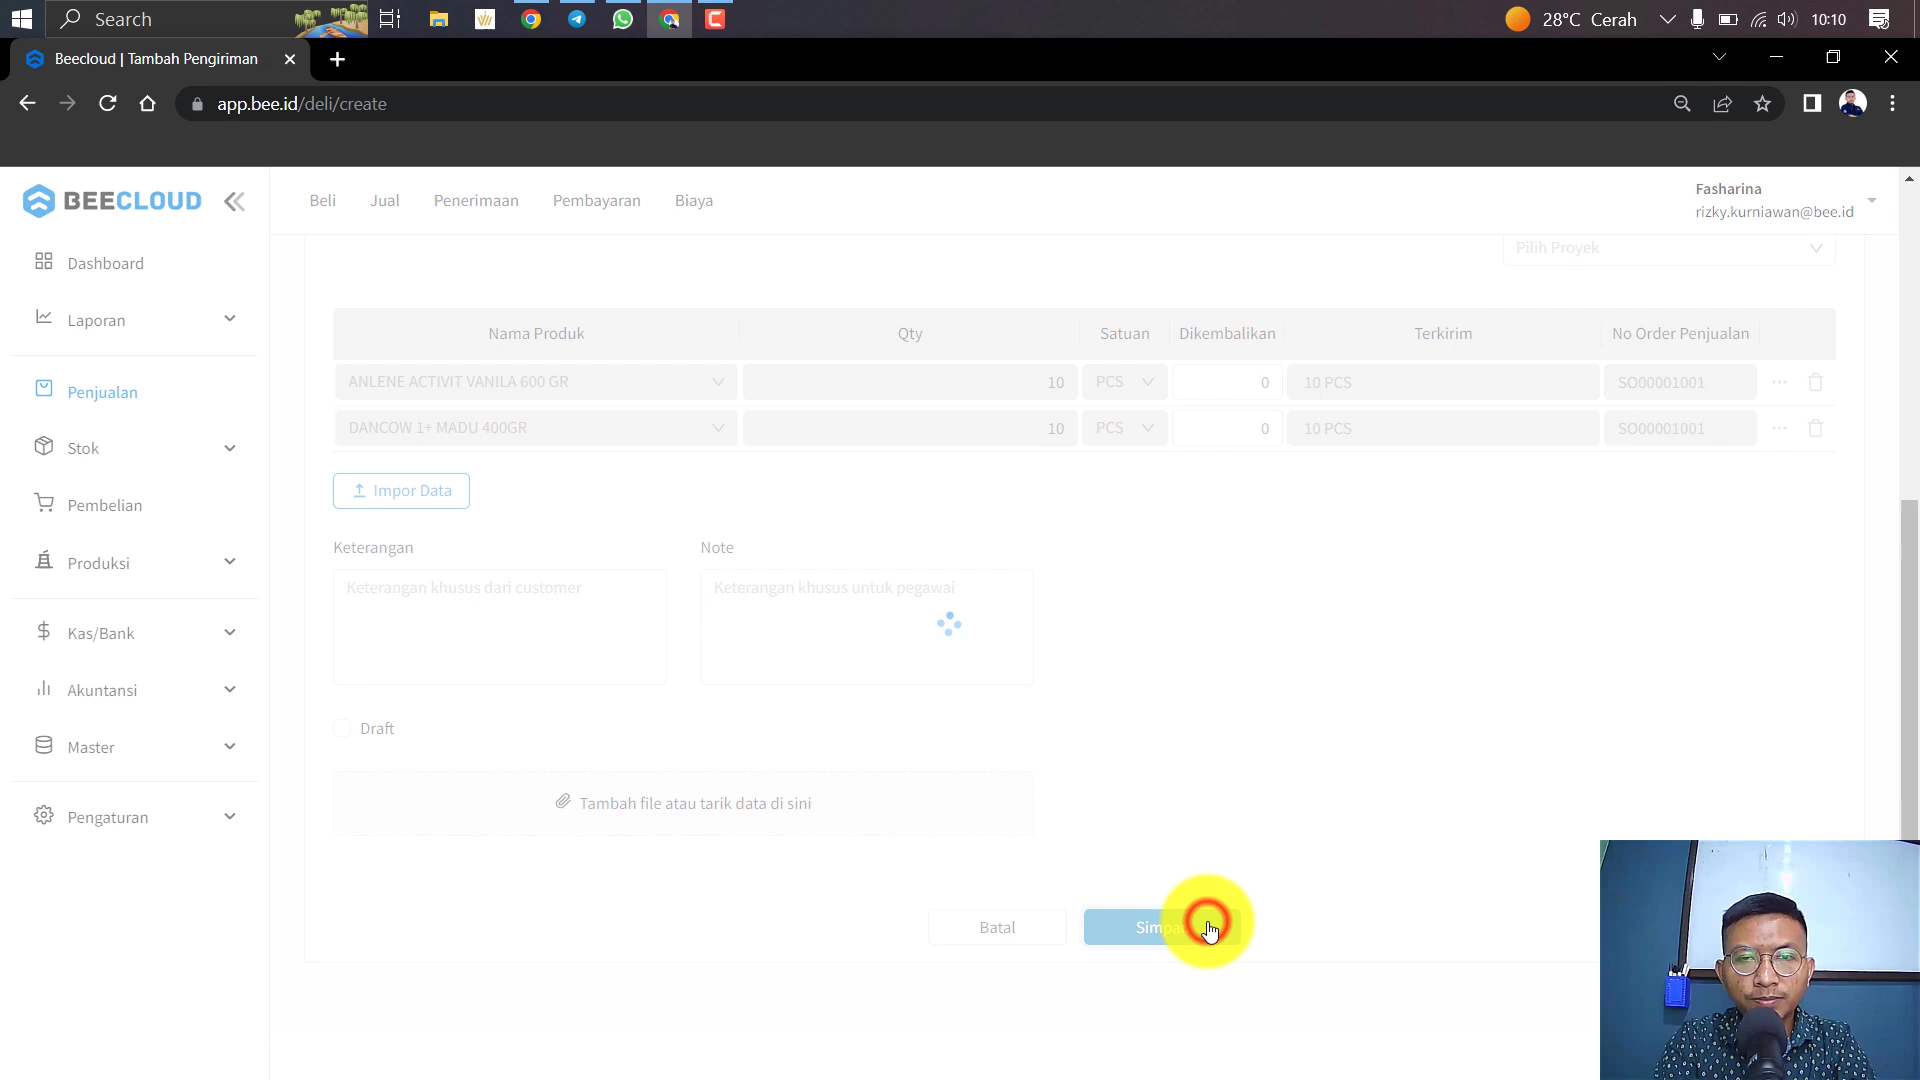 Search
28°C Cerah
10:10
Beecloud | Tambah Pengiriman
app.bee.id/deli/create
BEECLOUD
Beli
Jual
Penerimaan
Pembayaran
Biaya
Fasharina
rizky.kurniawan@bee.id
Dashboard
Laporan
Penjualan
Stok
Pembelian
Produksi
Kas/Bank
Akuntansi
Master
Pengaturan
Pilih Proyek
Nama Produk Qty Satuan Dikembalikan Terkirim No Order Penjualan
ANLENE ACTIVIT VANILA 600 GR 10 PCS 0 10 PCS SO00001001
DANCOW 1+ MADU 400GR 10 PCS 0 10 PCS SO00001001
Impor Data
Keterangan
Note
Keterangan khusus dari customer
Keterangan khusus untuk pegawai
Draft
Tambah file atau tarik data di sini
Batal